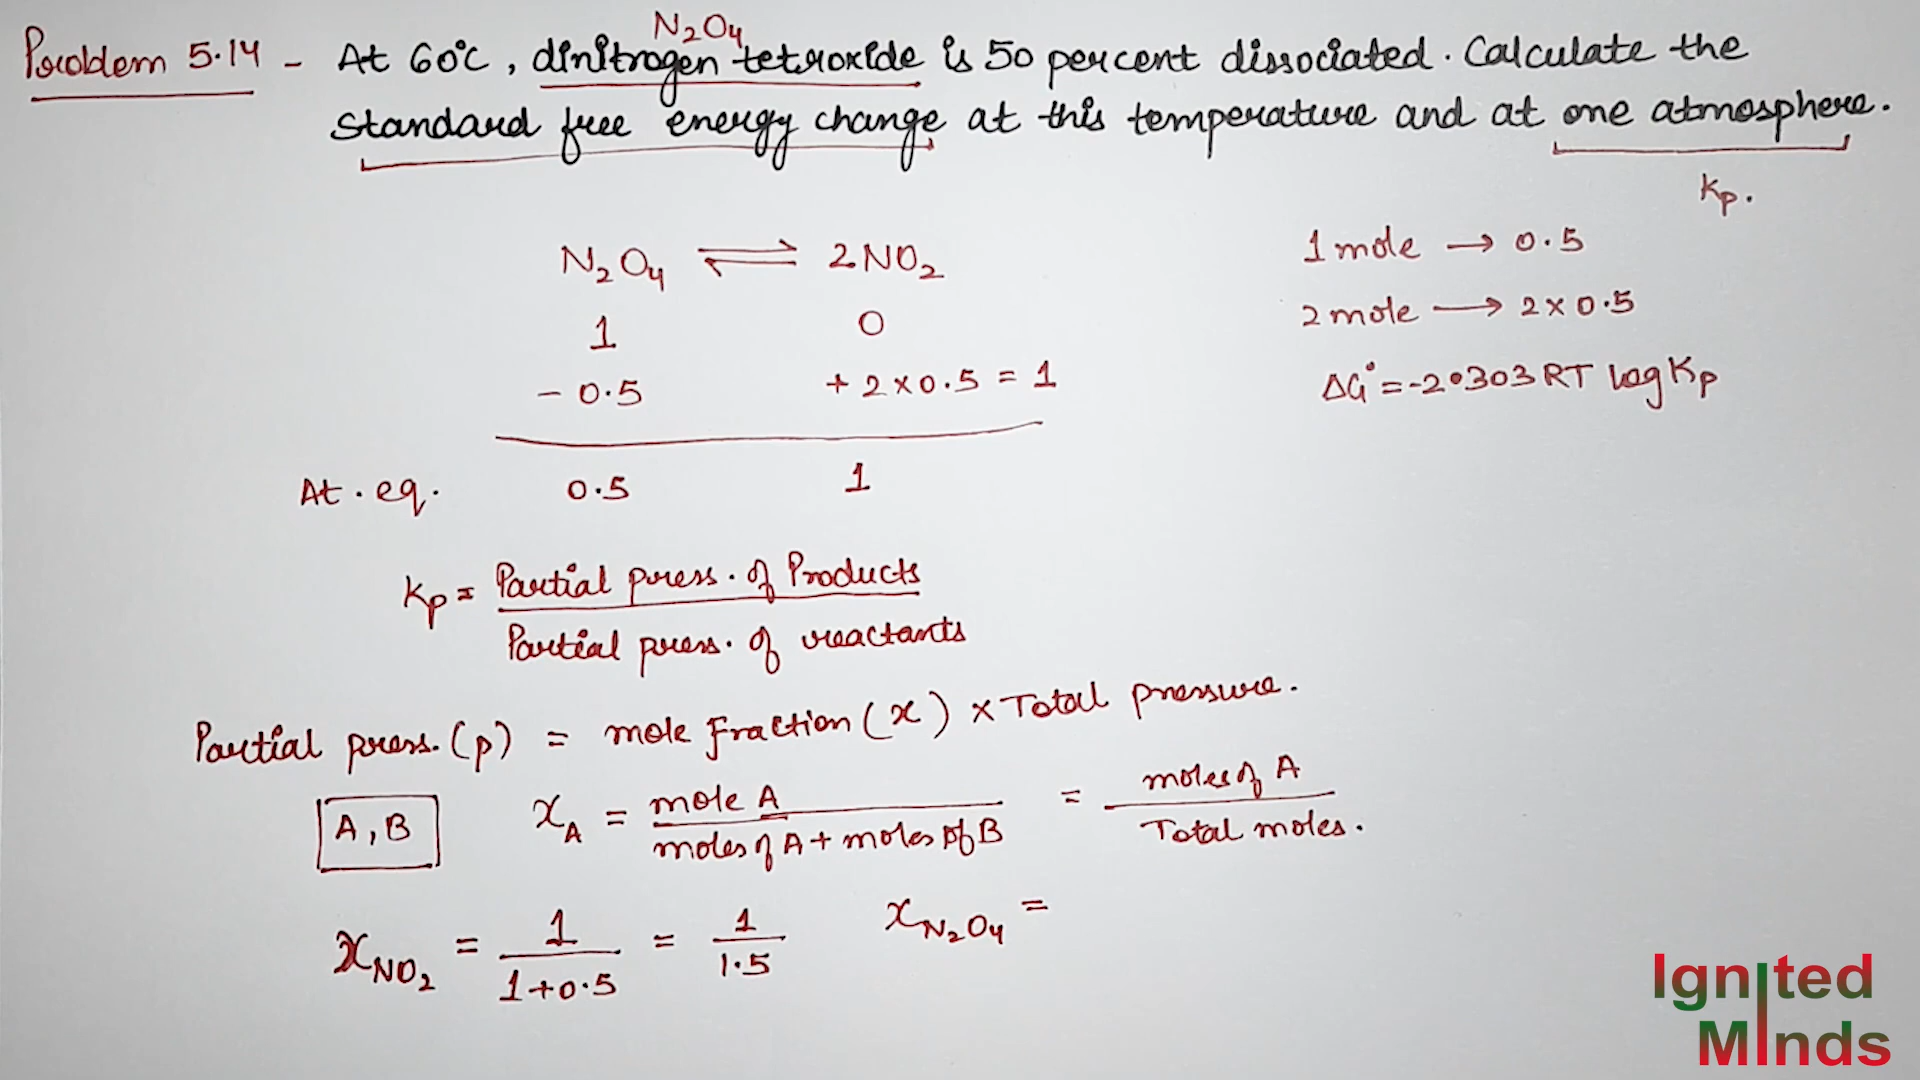 N2O4
Problem 5.14 - At 60°C, dinitrogen tetroxide is 50 percent dissociated. Calculate the
standard free energy change at this temperature and at one atmosphere.
Kp.
N2O4 ⇌ 2NO2
1 0
- 0.5 + 2×0.5 = 1
At. eq. 0.5 1
1 mole → 0.5
2 mole → 2×0.5
ΔG° = -2.303 RT log Kp
Kp = Partial press. of Products
Partial press. of reactants
Partial press. (p) = mole fraction (x) × Total pressure.
A, B
xA = mole A / moles of A + moles of B = moles of A / Total moles.
xNO2 = 1 / 1+0.5 = 1 / 1.5
xN2O4 =
Ignited
Minds